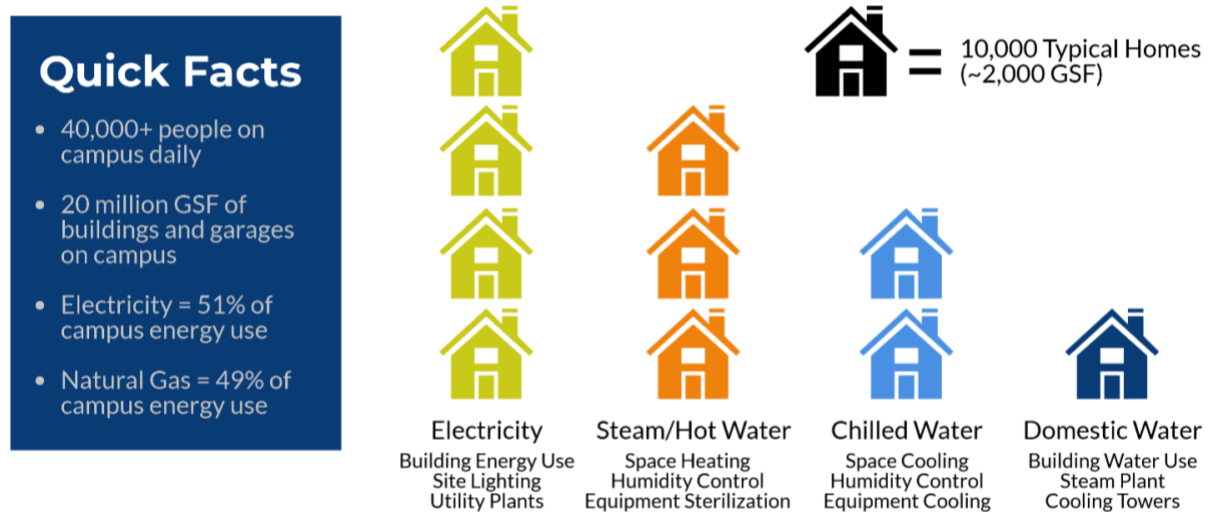 Quick Facts
• 40,000+ people on
campus daily
• 20 million GSF of
buildings and garages
on campus
• Electricity = 51% of
campus energy use
• Natural Gas = 49% of
campus energy use
= 10,000 Typical Homes
(~2,000 GSF)
Electricity
Building Energy Use
Site Lighting
Utility Plants
Steam/Hot Water
Space Heating
Humidity Control
Equipment Sterilization
Chilled Water
Space Cooling
Humidity Control
Equipment Cooling
Domestic Water
Building Water Use
Steam Plant
Cooling Towers